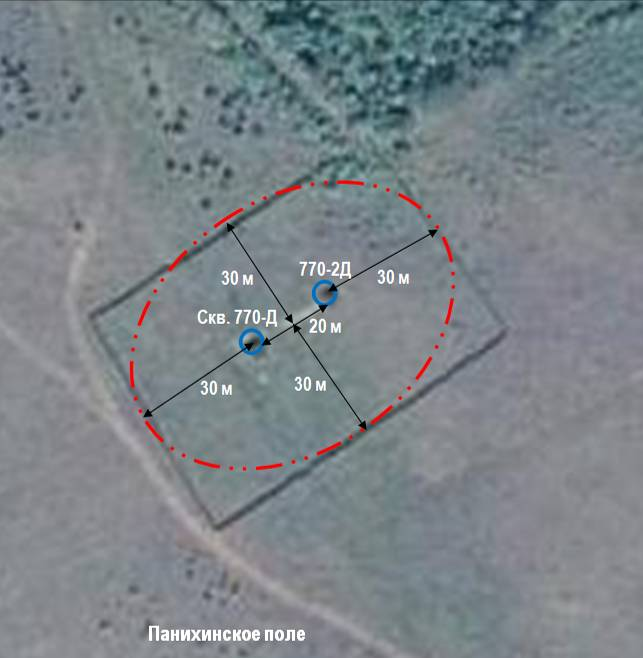 770-2Д
30 м
30 м
Скв. 770-Д
20 м
30 м
30 м
Панихинское поле